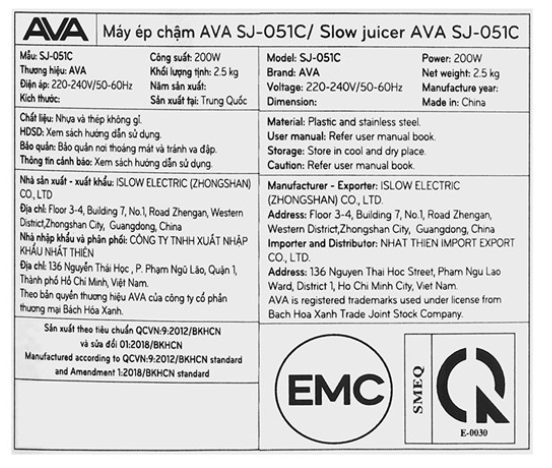 AVA Máy ép chậm AVA SJ-051C/ Slow juicer AVA SJ-051C
Mẫu: SJ-051C Công suất: 200W
Thương hiệu: AVA Khối lượng tịnh: 2.5 kg
Điện áp: 220-240V/50-60Hz Năm sản xuất:
Kích thước: Sản xuất tại: Trung Quốc
Chất liệu: Nhựa và thép không gỉ.
HDSD: Xem sách hướng dẫn sử dụng.
Bảo quản: Bảo quản nơi thoáng mát và tránh va đập.
Thông tin cảnh báo: Xem sách hướng dẫn sử dụng.
Nhà sản xuất - xuất khẩu: ISLOW ELECTRIC (ZHONGSHAN)
CO., LTD
Địa chỉ: Floor 3-4, Building 7, No.1, Road Zhengan, Western
District,Zhongshan City, Guangdong, China
Nhà nhập khẩu và phân phối: CÔNG TY TNHH XUẤT NHẬP
KHẨU NHẤT THIÊN
Địa chỉ: 136 Nguyễn Thái Học , P. Phạm Ngũ Lão, Quận 1,
Thành phố Hồ Chí Minh, Việt Nam.
Theo bản quyền thương hiệu AVA của công ty cổ phần
thương mại Bách Hóa Xanh.
Sản xuất theo tiêu chuẩn QCVN:9:2012/BKHCN
và sửa đổi 01:2018/BKHCN
Manufactured according to QCVN:9:2012/BKHCN standard
and Amendment 1:2018/BKHCN standard
Model: SJ-051C Power: 200W
Brand: AVA Net weight: 2.5 kg
Voltage: 220-240V/50-60Hz Manufacture year:
Dimension: Made in: China
Material: Plastic and stainless steel.
User manual: Refer user manual book.
Storage: Store in cool and dry place.
Caution: Refer user manual book.
Manufacturer - Exporter: ISLOW ELECTRIC
(ZHONGSHAN) CO., LTD.
Address: Floor 3-4, Building 7, No.1, Road Zhengan,
Western District,Zhongshan City, Guangdong, China
Importer and Distributor: NHAT THIEN IMPORT EXPORT
CO., LTD.
Address: 136 Nguyen Thai Hoc Street, Pham Ngu Lao
Ward, District 1, Ho Chi Minh City, Viet Nam.
AVA is registered trademarks used under license from
Bach Hoa Xanh Trade Joint Stock Company.
EMC
SMEQ
E-0030